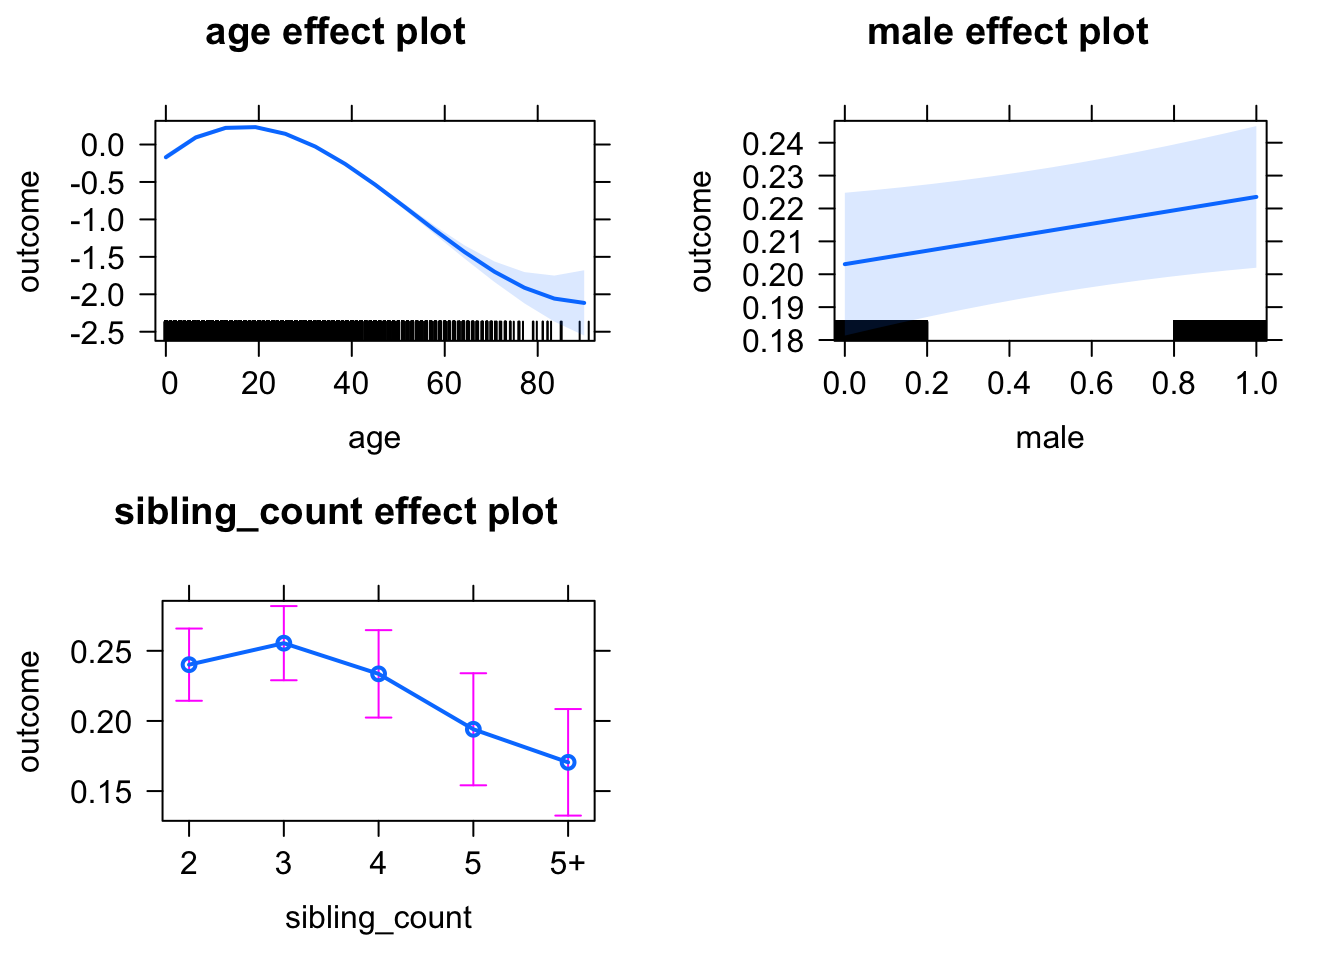 age effect plot
outcome
0.0
-0.5
-1.0
-1.5
-2.0
-2.5
0 20 40 60 80
age
male effect plot
outcome
0.24
0.23
0.22
0.21
0.20
0.19
0.18
0.0 0.2 0.4 0.6 0.8 1.0
male
sibling_count effect plot
outcome
0.25
0.20
0.15
2 3 4 5 5+
sibling_count